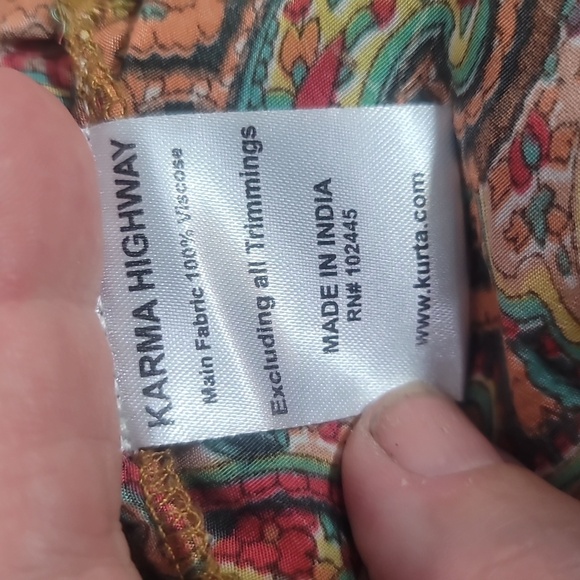 KARMA HIGHWAY
Main Fabric 100% Viscose
Excluding all Trimmings
MADE IN INDIA
RN# 102445
www.kurta.com